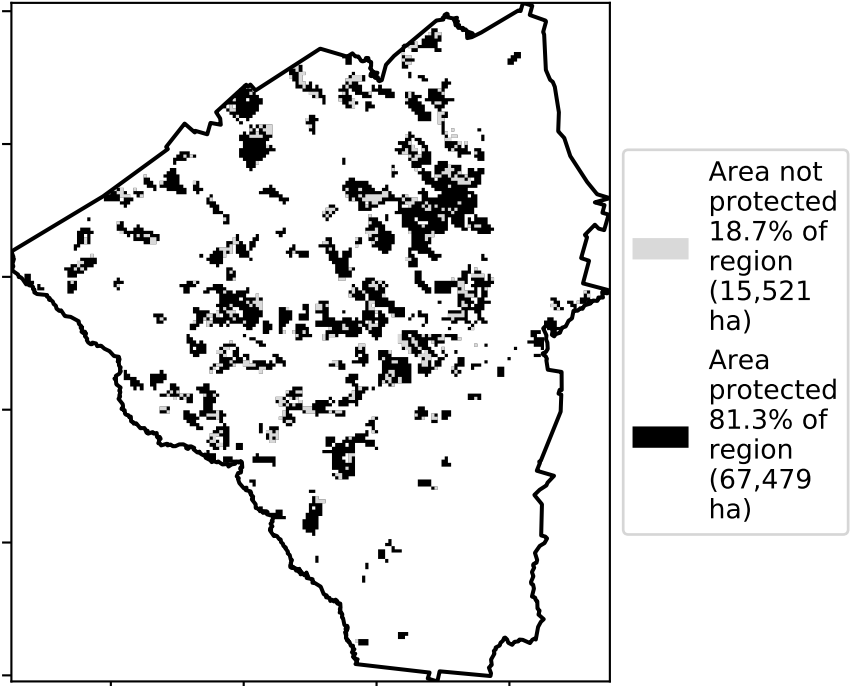 Area not
protected
18.7% of
region
(15,521
ha)
Area
protected
81.3% of
region
(67,479
ha)